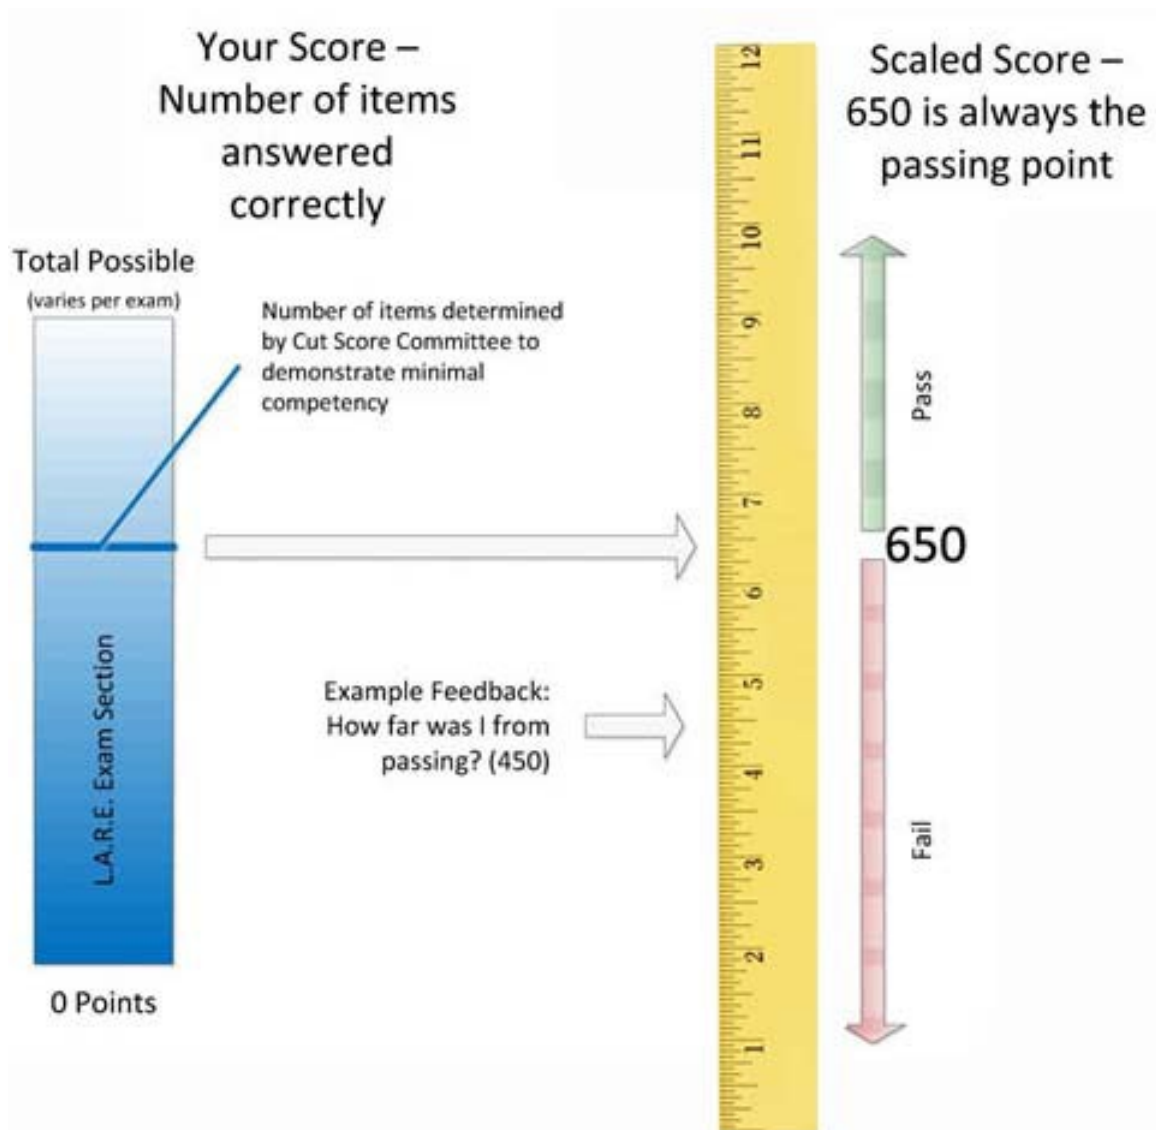 Your Score –
Number of items
answered
correctly
Total Possible
(varies per exam)
Number of items determined
by Cut Score Committee to
demonstrate minimal
competency
L.A.R.E. Exam Section
0 Points
Example Feedback:
How far was I from
passing? (450)
12
11
10
9
8
7
6
5
4
3
2
1
Scaled Score –
650 is always the
passing point
Pass
650
Fail